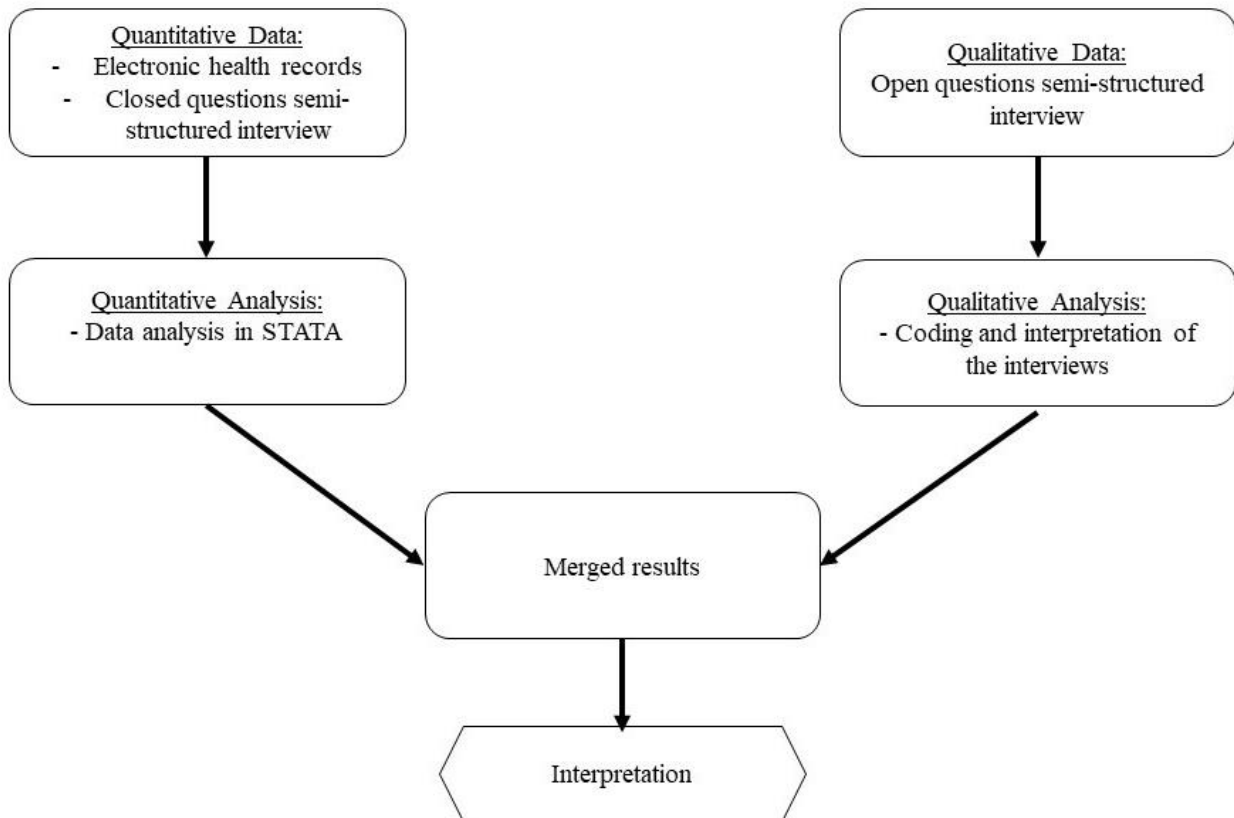 Quantitative Data:
- Electronic health records
- Closed questions semi-
structured interview
Qualitative Data:
Open questions semi-structured
interview
Quantitative Analysis:
- Data analysis in STATA
Qualitative Analysis:
- Coding and interpretation of
the interviews
Merged results
Interpretation